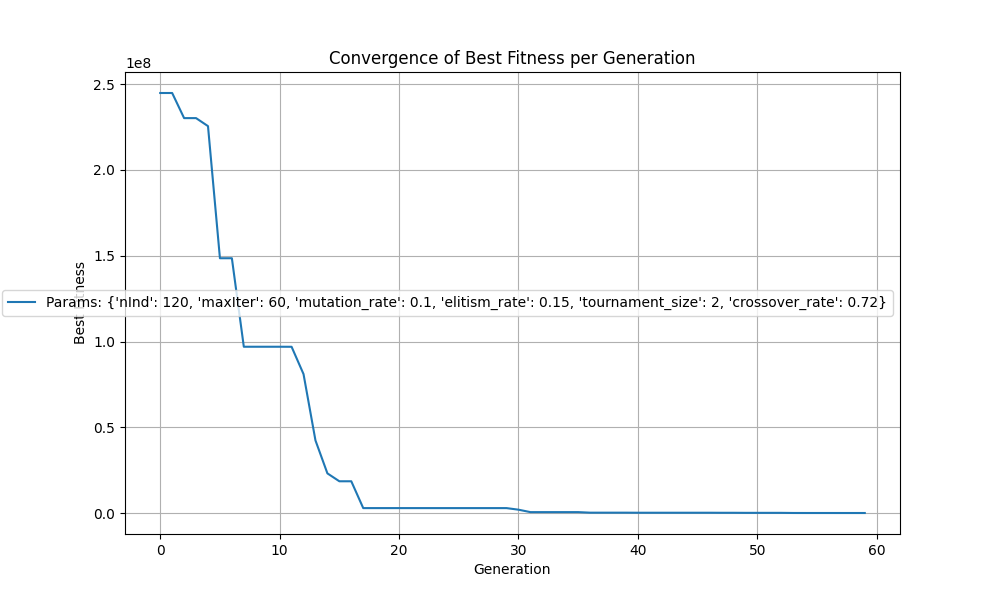 Convergence of Best Fitness per Generation
1e8
2.5
2.0
1.5
1.0
0.5
0.0
Best
ness
Params: {'nInd': 120, 'maxIter': 60, 'mutation_rate': 0.1, 'elitism_rate': 0.15, 'tournament_size': 2, 'crossover_rate': 0.72}
0 10 20 30 40 50 60
Generation